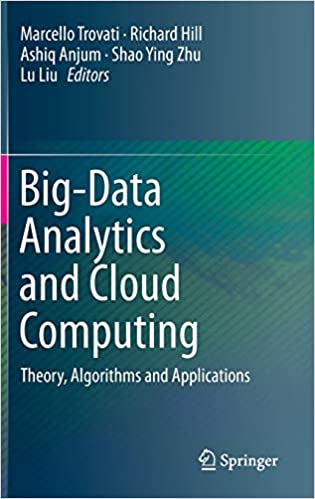 Marcello Trovati · Richard Hill
Ashiq Anjum · Shao Ying Zhu
Lu Liu Editors
Big-Data
Analytics
and Cloud
Computing
Theory, Algorithms and Applications
Springer